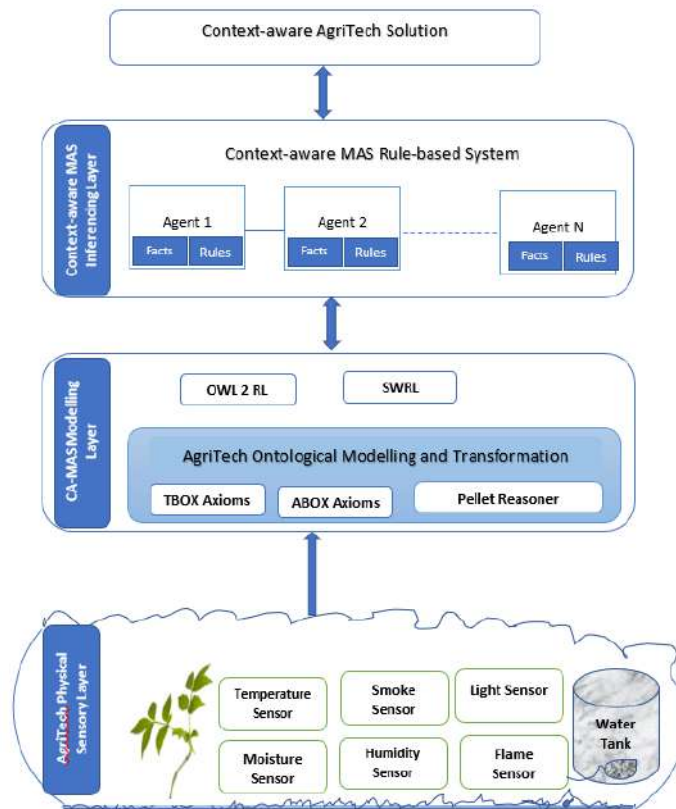 Context-aware AgriTech Solution
Context-aware MAS
Inferencing Layer
Context-aware MAS Rule-based System
Agent 1
Facts
Rules
Agent 2
Facts
Rules
Agent N
Facts
Rules
CA-MASModelling
Layer
OWL 2 RL
SWRL
AgriTech Ontological Modelling and Transformation
TBOX Axioms
ABOX Axioms
Pellet Reasoner
AgriTech Physical
Sensory Layer
Temperature
Sensor
Smoke
Sensor
Light Sensor
Moisture
Sensor
Humidity
Sensor
Flame
Sensor
Water
Tank